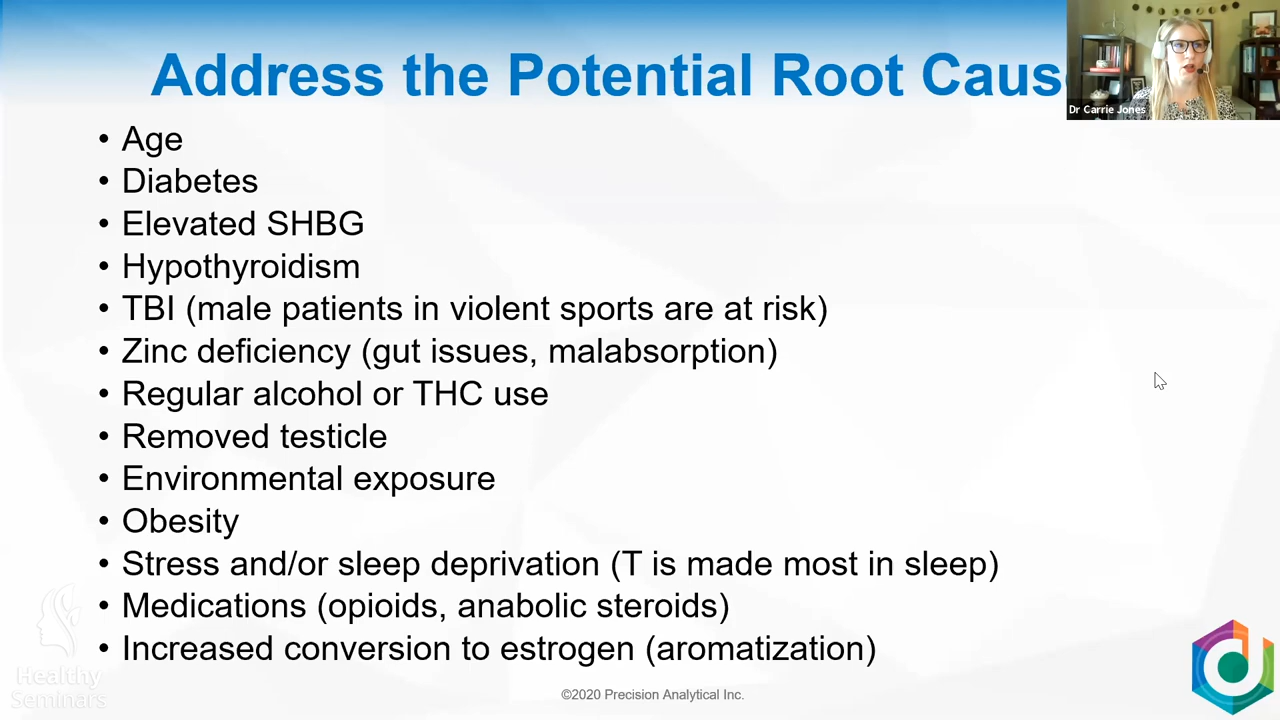 Address the Potential Root Caus
Dr Carrie Jones
• Age
• Diabetes
• Elevated SHBG
• Hypothyroidism
• TBI (male patients in violent sports are at risk)
• Zinc deficiency (gut issues, malabsorption)
• Regular alcohol or THC use
• Removed testicle
• Environmental exposure
• Obesity
• Stress and/or sleep deprivation (T is made most in sleep)
• Medications (opioids, anabolic steroids)
• Increased conversion to estrogen (aromatization)
Healthy
Seminars
©2020 Precision Analytical Inc.